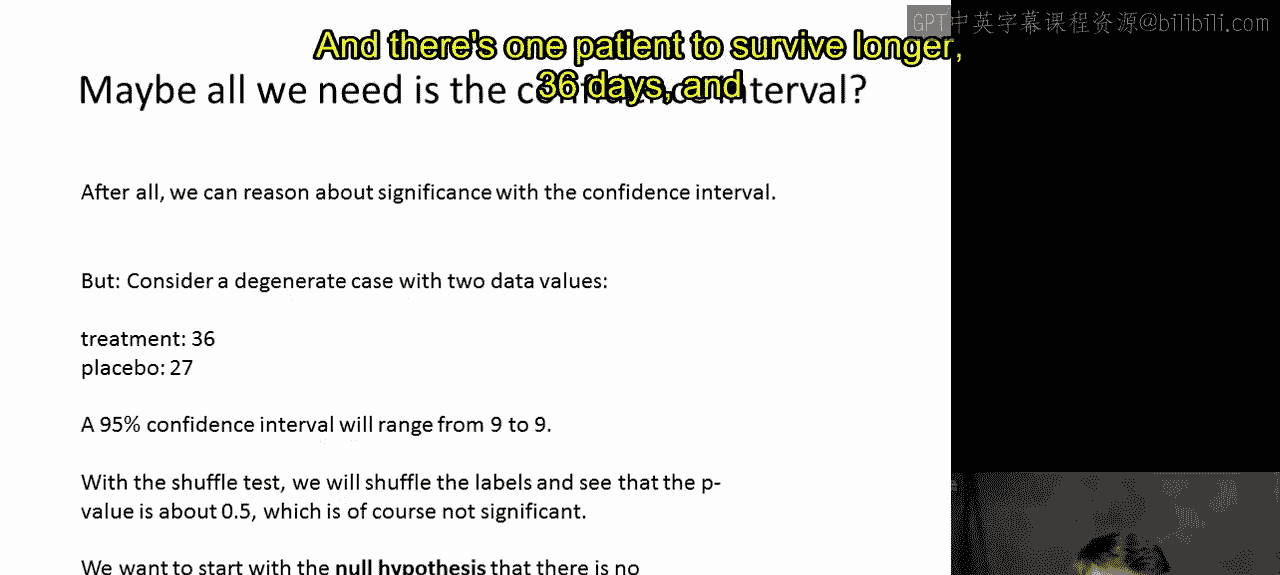 GPT中英字幕课程资源@bilibili.com
And there's one patient to survive longer,
36 days, and
Maybe all we need is the confidence interval?
After all, we can reason about significance with the confidence interval.
But: Consider a degenerate case with two data values:
treatment: 36
placebo: 27
A 95% confidence interval will range from 9 to 9.
With the shuffle test, we will shuffle the labels and see that the p-
value is about 0.5, which is of course not significant.
We want to start with the null hypothesis that there is no